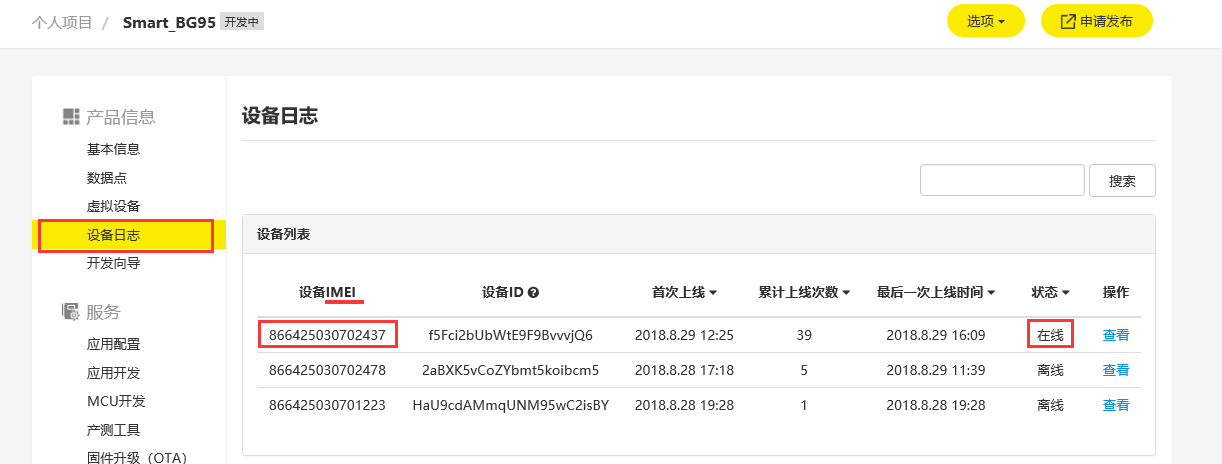 个人项目 / Smart_BG95 开发中
选项
申请发布
产品信息
基本信息
数据点
虚拟设备
设备日志
开发向导
服务
应用配置
应用开发
MCU开发
产测工具
固件升级（OTA）
设备日志
搜索
设备列表
设备IMEI 设备ID 首次上线 累计上线次数 最后一次上线时间 状态 操作
866425030702437 f5Fci2bUbWtE9F9BvvvjQ6 2018.8.29 12:25 39 2018.8.29 16:09 在线 查看
866425030702478 2aBXK5vCoZYbmt5koibcm5 2018.8.28 17:18 5 2018.8.29 11:39 离线 查看
866425030701223 HaU9cdAMmqUNM95wC2isBY 2018.8.28 19:28 1 2018.8.28 19:28 离线 查看